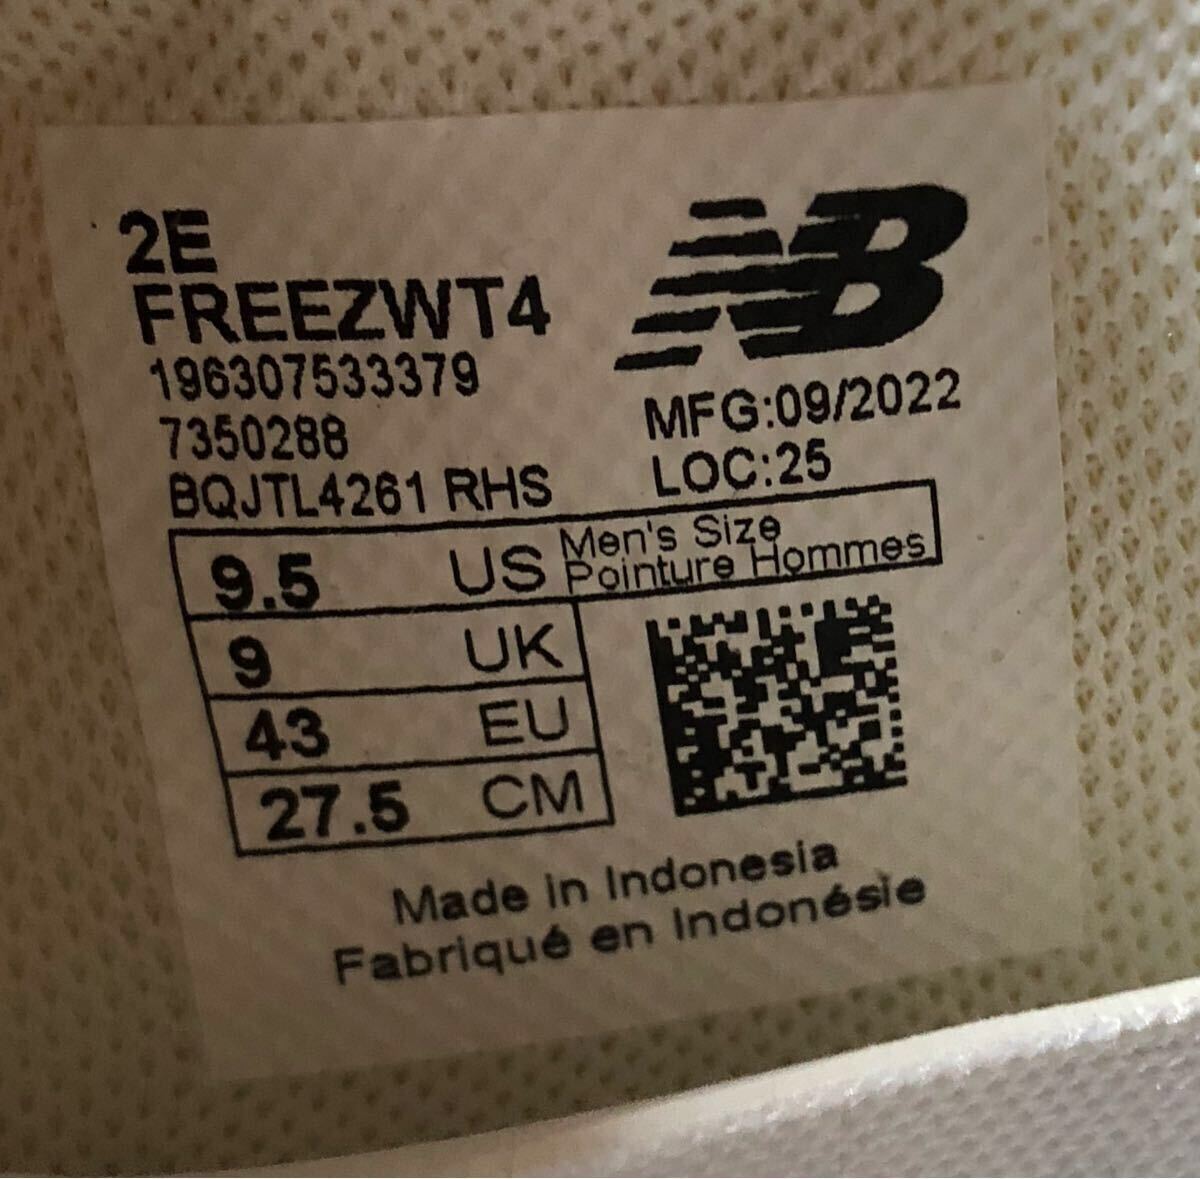 2E
FREEZWT4
196307533379
7350288
BQJTL4261 RHS
NB
MFG:09/2022
LOC:25
9.5 US Men's Size
Pointure Hommes
9 UK
43 EU
27.5 CM
Made in Indonesia
Fabriqué en Indonésie